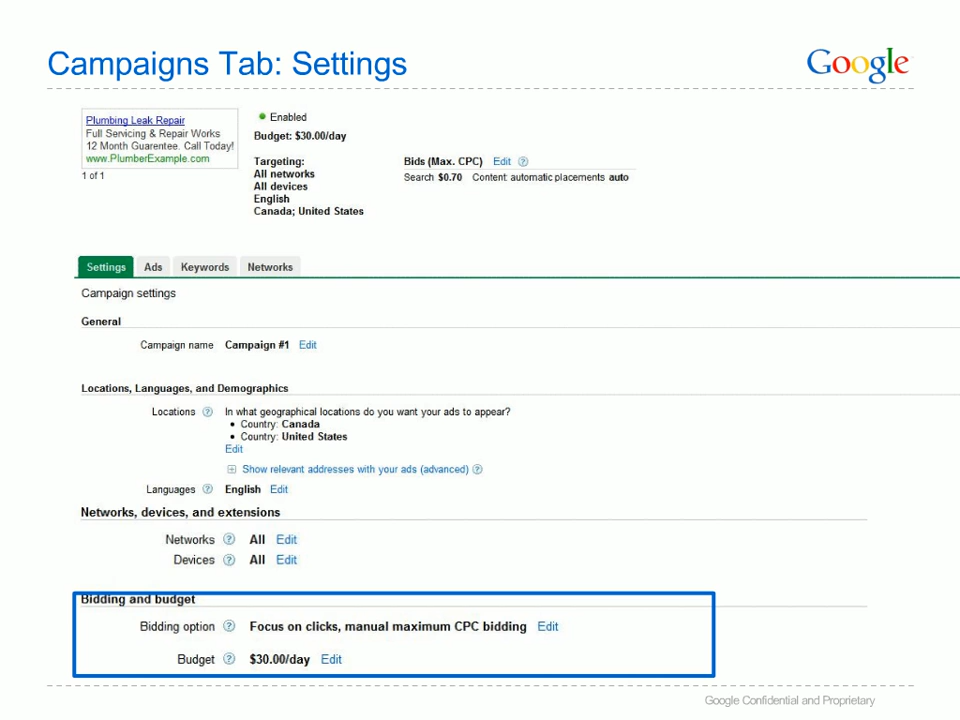 Campaigns Tab: Settings
Google
Plumbing Leak Repair
Full Servicing & Repair Works
12 Month Guarentee. Call Today!
www.PlumberExample.com
1 of 1
Enabled
Budget: $30.00/day
Targeting:
All networks
All devices
English
Canada; United States
Bids (Max. CPC) Edit ?
Search $0.70 Content: automatic placements auto
Settings Ads Keywords Networks
Campaign settings
General
Campaign name Campaign #1 Edit
Locations, Languages, and Demographics
Locations ? In what geographical locations do you want your ads to appear?
• Country: Canada
• Country: United States
Edit
Show relevant addresses with your ads (advanced) ?
Languages ? English Edit
Networks, devices, and extensions
Networks ? All Edit
Devices ? All Edit
Bidding and budget
Bidding option ? Focus on clicks, manual maximum CPC bidding Edit
Budget ? $30.00/day Edit
Google Confidential and Proprietary